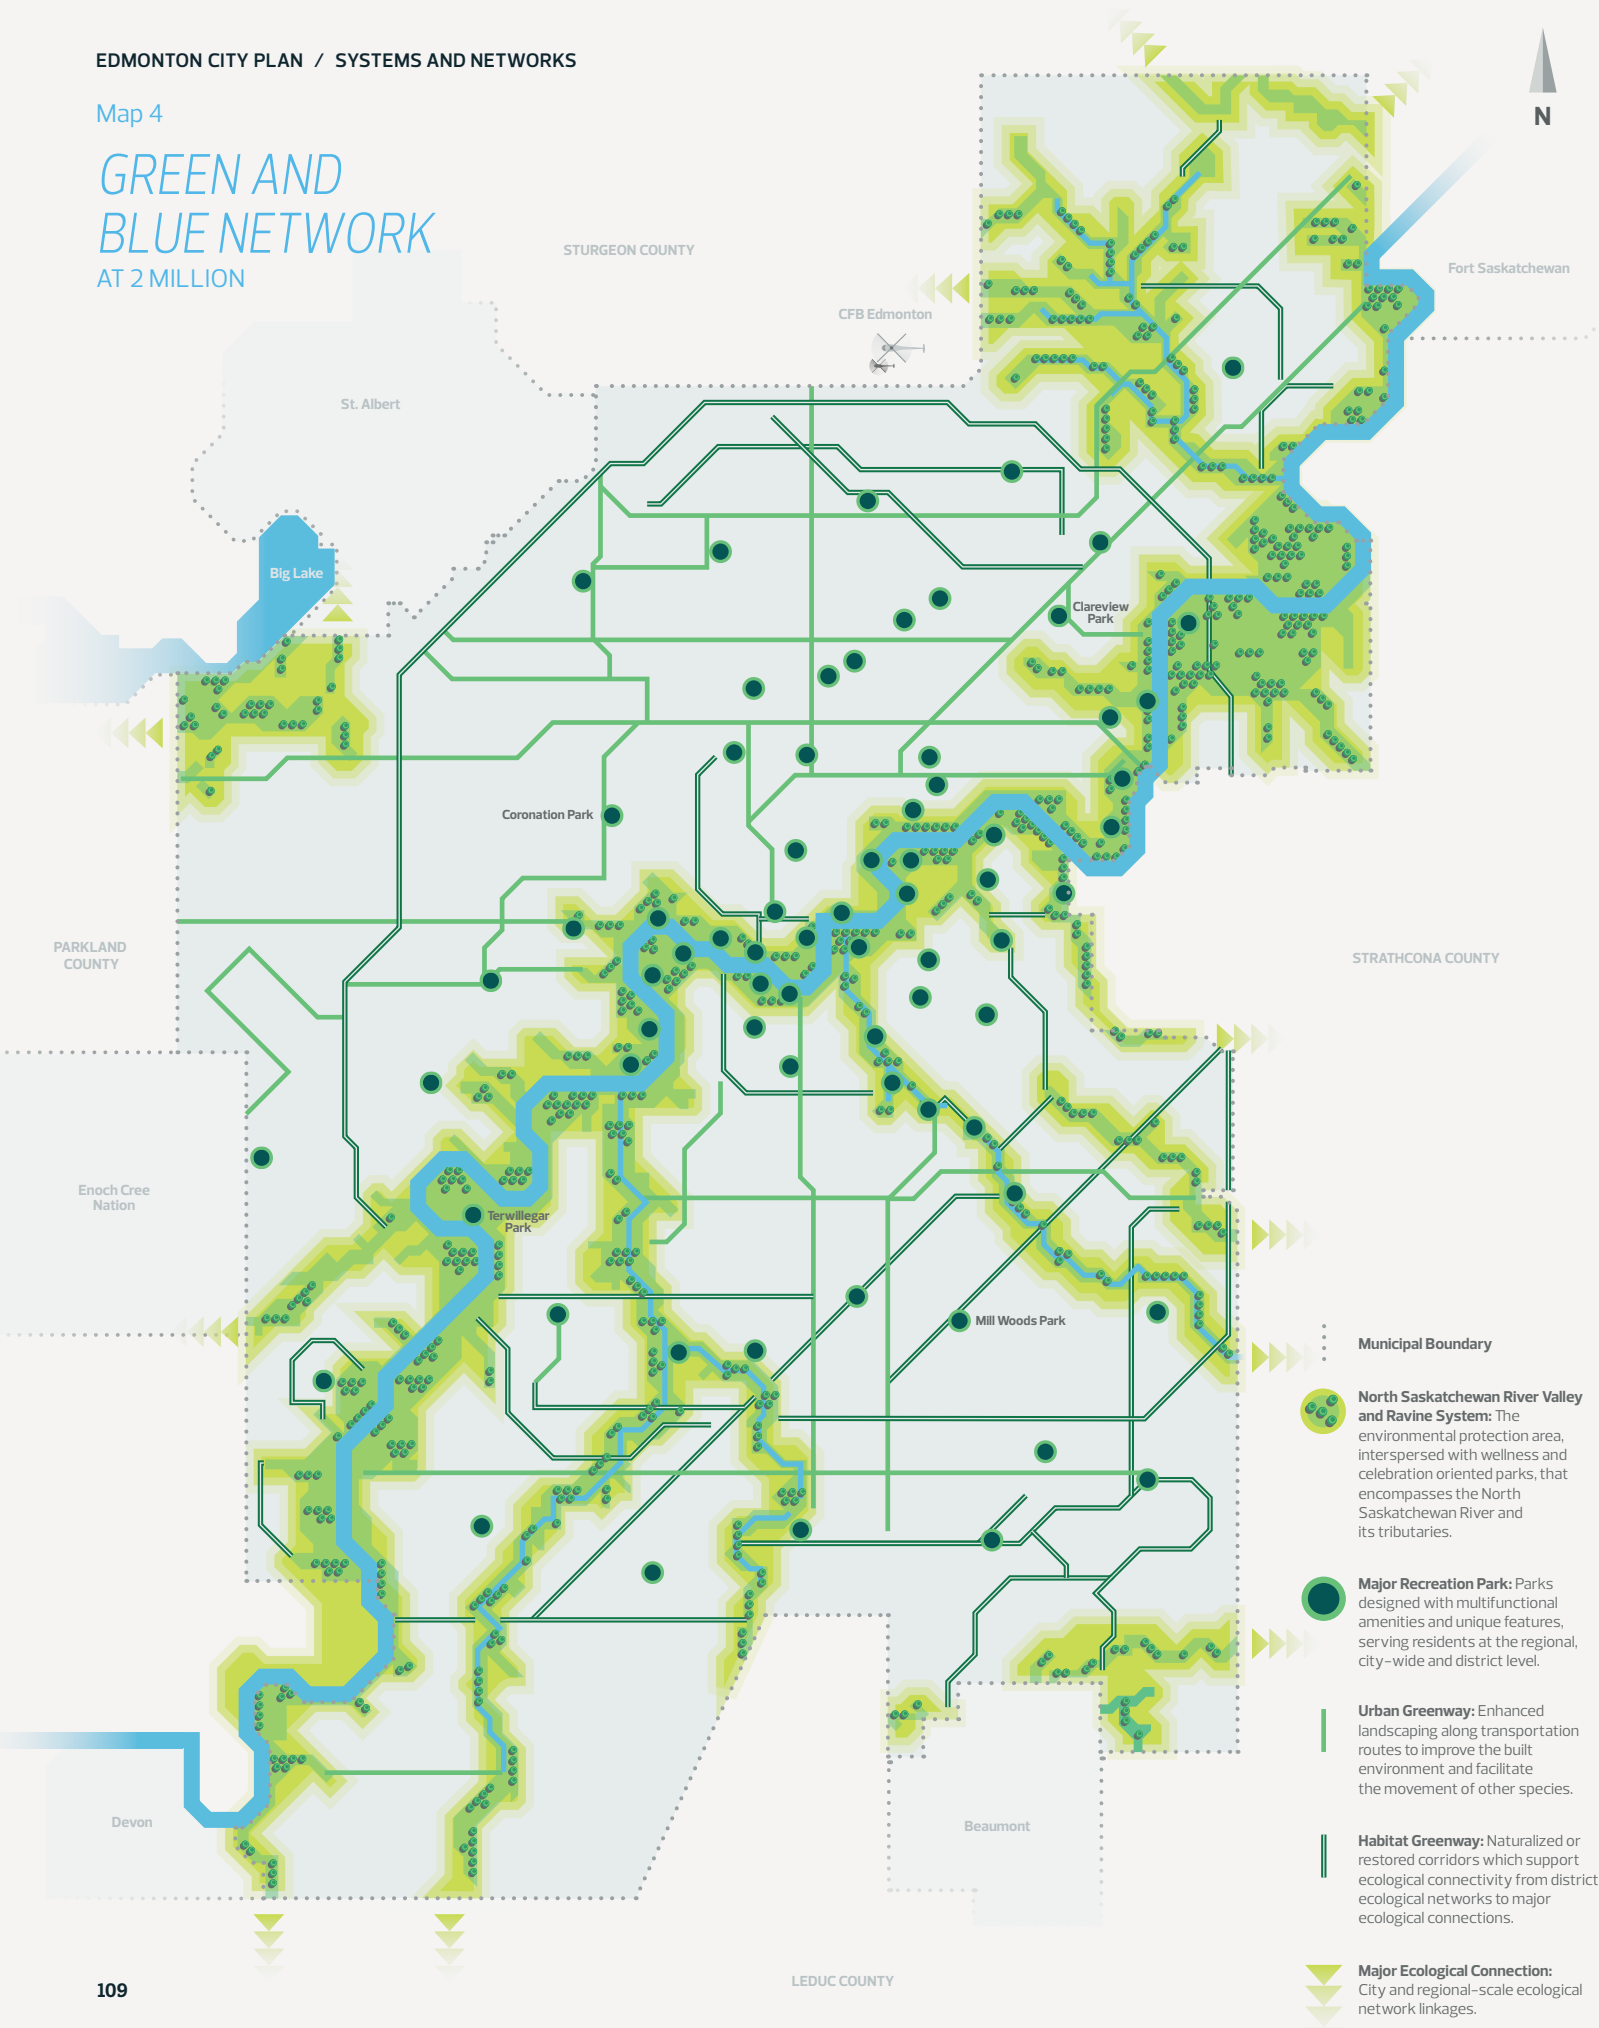 EDMONTON CITY PLAN / SYSTEMS AND NETWORKS
Map 4
GREEN AND
BLUE NETWORK
AT 2 MILLION
N
STURGEON COUNTY
Fort Saskatchewan
CFB Edmonton
St. Albert
Big Lake
Clareview
Park
Coronation Park
PARKLAND
COUNTY
STRATHCONA COUNTY
Enoch Cree
Nation
Terwillegar
Park
Mill Woods Park
Devon
Beaumont
LEDUC COUNTY
Municipal Boundary
North Saskatchewan River Valley
and Ravine System: The
environmental protection area,
interspersed with wellness and
celebration oriented parks, that
encompasses the North
Saskatchewan River and
its tributaries.
Major Recreation Park: Parks
designed with multifunctional
amenities and unique features,
serving residents at the regional,
city-wide and district level.
Urban Greenway: Enhanced
landscaping along transportation
routes to improve the built
environment and facilitate
the movement of other species.
Habitat Greenway: Naturalized or
restored corridors which support
ecological connectivity from district
ecological networks to major
ecological connections.
Major Ecological Connection:
City and regional-scale ecological
network linkages.
109